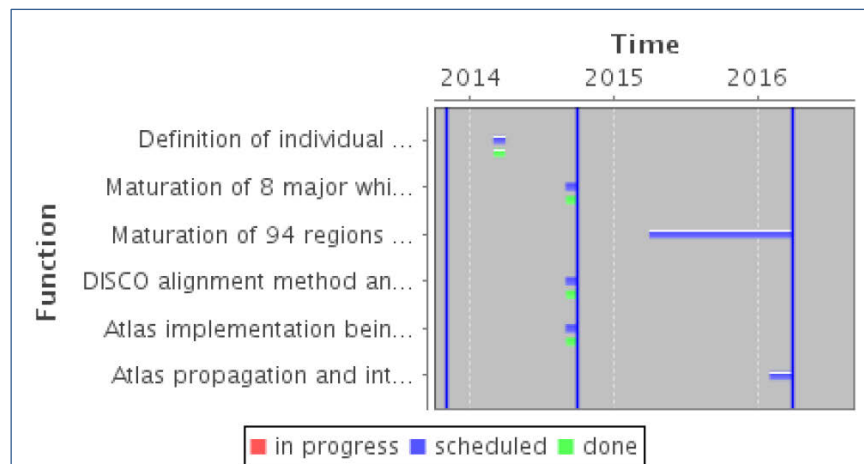 Time
2014 2015 2016
Function
Definition of individual ...
Maturation of 8 major whi...
Maturation of 94 regions ...
DISCO alignment method an...
Atlas implementation bein...
Atlas propagation and int...
in progress scheduled done